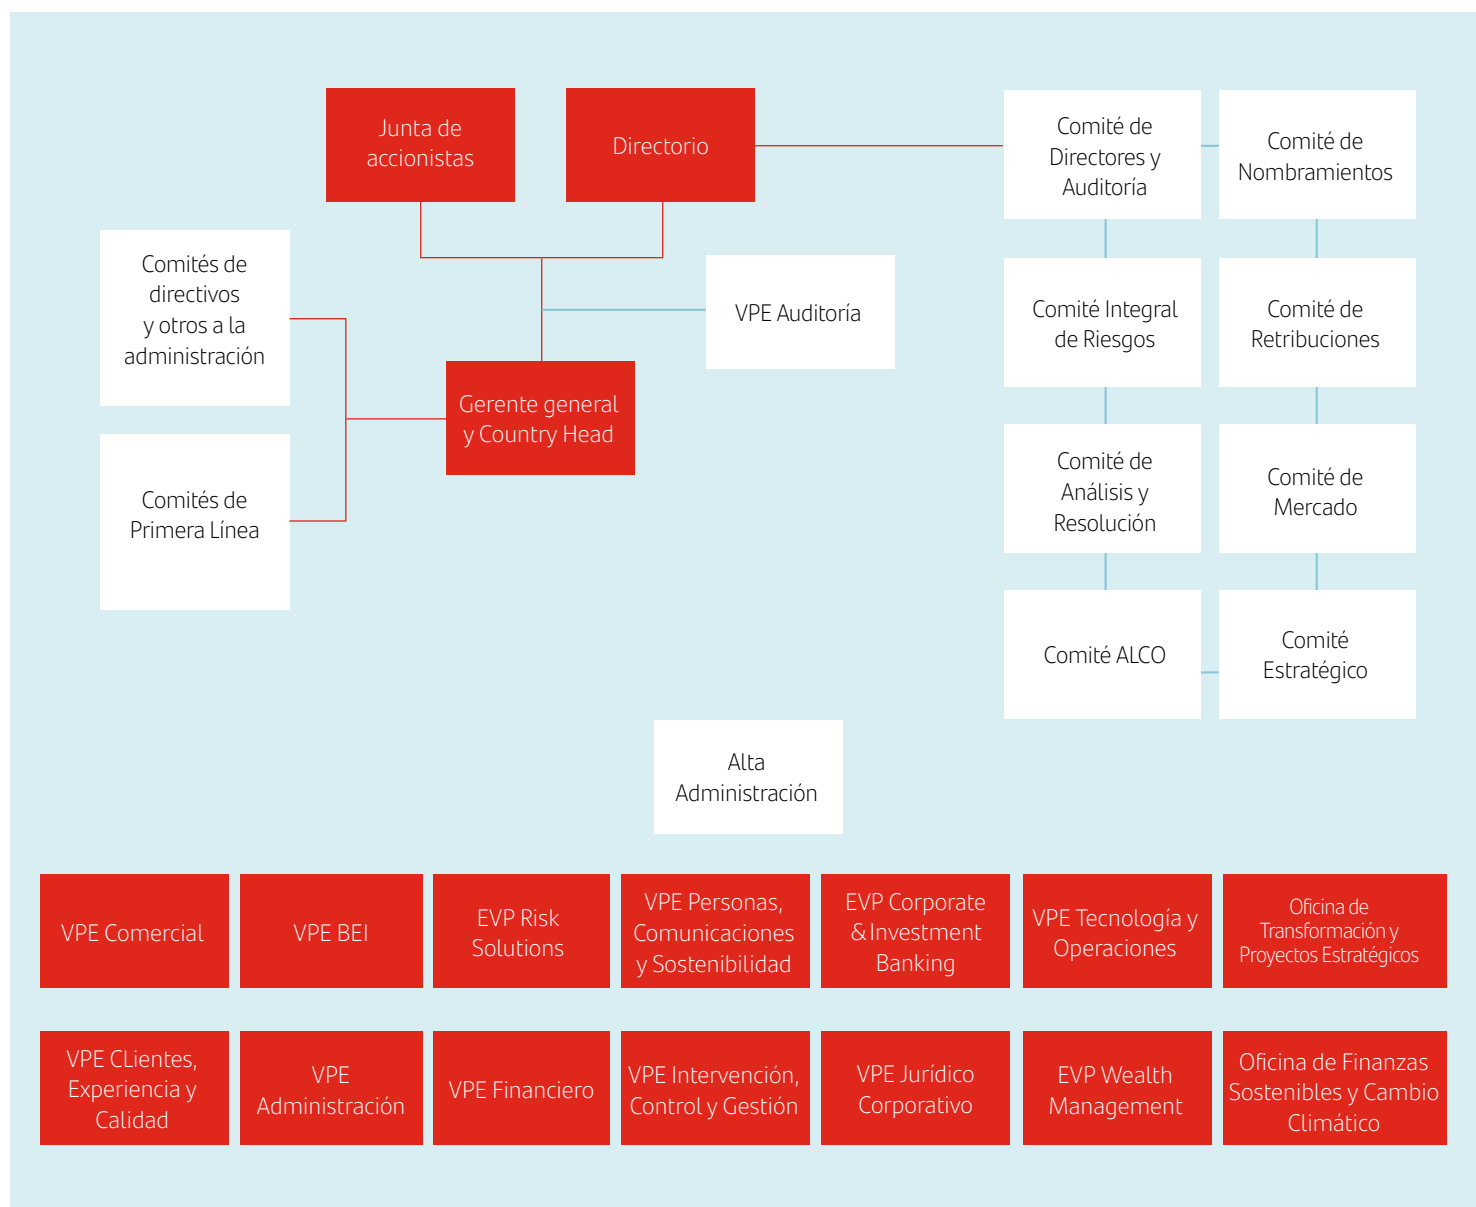 Junta de
accionistas
Directorio
Comité de
Directores y
Auditoría
Comité de
Nombramientos
Comités de
directivos
y otros a la
administración
VPE Auditoría
Comité Integral
de Riesgos
Comité de
Retribuciones
Gerente general
y Country Head
Comités de
Primera Línea
Comité de
Análisis y
Resolución
Comité de
Mercado
Comité ALCO
Comité
Estratégico
Alta
Administración
VPE Comercial
VPE BEI
EVP Risk
Solutions
VPE Personas,
Comunicaciones
y Sostenibilidad
EVP Corporate
& Investment
Banking
VPE Tecnología y
Operaciones
Oficina de
Transformación y
Proyectos Estratégicos
VPE CLientes,
Experiencia y
Calidad
VPE
Administración
VPE Financiero
VPE Intervención,
Control y Gestión
VPE Jurídico
Corporativo
EVP Wealth
Management
Oficina de Finanzas
Sostenibles y Cambio
Climático